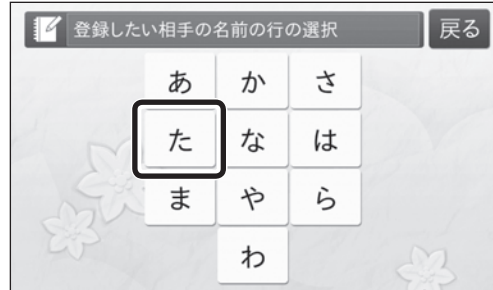 登録したい相手の名前の行の選択 戻る
あ か さ
た な は
ま や ら
わ